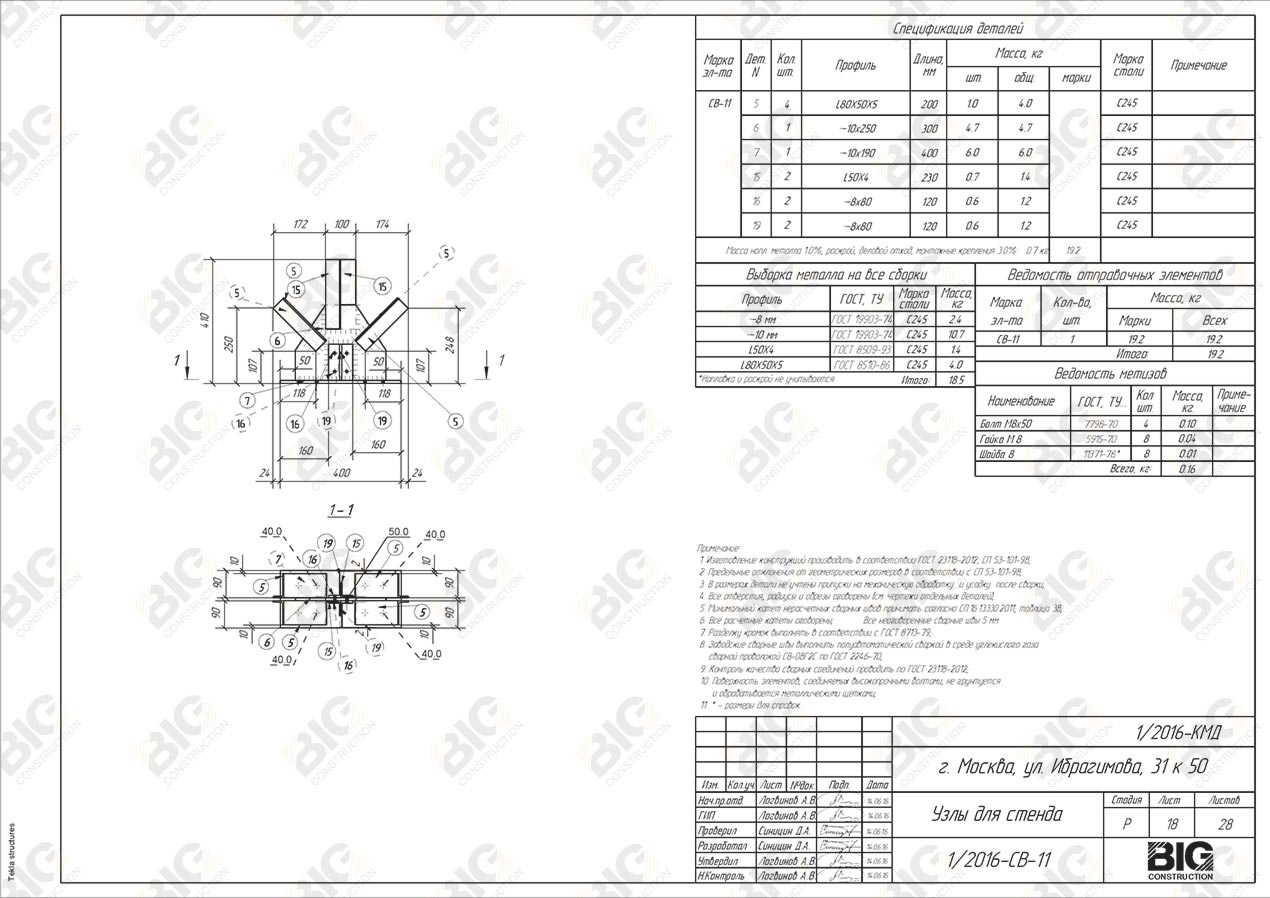 Спецификация деталей
Марка эл-та Дет. N Кол. шт. Профиль Длина, мм Масса, кг Марка стали Примечание
шт. общ. марки
СВ-11 5 4 L80X50X5 200 1.0 4.0 С245
6 1 —10x250 300 4.7 4.7 С245
7 1 —10x190 400 6.0 6.0 С245
15 2 L50X4 230 0.7 1.4 С245
16 2 —8x80 120 0.6 1.2 С245
19 2 —8x80 120 0.6 1.2 С245
Масса напл. металла 1.0%, раскрой, деловой отход, монтажные крепления 3.0%: 0.7 кг 19.2
Выборка металла на все сборки
Профиль ГОСТ, ТУ Марка стали Масса, кг
—8 мм ГОСТ 19903-74 С245 2.4
—10 мм ГОСТ 19903-74 С245 10.7
L50X4 ГОСТ 8509-93 С245 1.4
L80X50X5 ГОСТ 8510-86 С245 4.0
*Наплавка и раскрой не учитываются Итого: 18.5
Ведомость отправочных элементов
Марка эл-та Кол-во, шт. Масса, кг
Марки Всех
СВ-11 1 19.2 19.2
Итого: 19.2
Ведомость метизов
Наименование ГОСТ, ТУ... Кол шт. Масса, кг. Приме-чание
Болт М8х50 7798-70 4 0.10
Гайка М 8 5915-70 8 0.04
Шайба 8 11371-78* 8 0.01
Всего, кг: 0.16
172 100 174
5 5 5
15 15
410 250 107 50 50 107 248
6
1 1
7 118 118
16 16 19 19 5
160 160
24 400 24
1-1
40.0 50.0 40.0
7 16 19 15 2 5
10 10
90 90 90 90
5 5
10 10
6 5 15 16 2 19
40.0 40.0
Примечание:
1. Изготовление конструкций производить в соответствии ГОСТ 23118-2012, СП 53-101-98;
2. Предельные отклонения от геометрических размеров в соответствии с СП 53-101-98;
3. В размерах детали не учтены припуски на механическую обработку и усадку после сварки;
4. Все отверстия, радиусы и обрезы оговорены См. чертежи отдельных деталей;
5. Минимальный катет нерасчетных сварных швов принимать согласно СП 16.13330.2011, таблица 38;
6. Все расчетные катеты оговорены; Все неоговоренные сварные швы 5 мм
7. Разделку кромок выполнять в соответствии с ГОСТ 8713-79;
8. Заводские сварные швы выполнить полуавтоматической сваркой в среде углекислого газа
сварной проволокой СВ-08Г2С по ГОСТ 2246-70;
9. Контроль качества сварных соединений проводить по ГОСТ 23118-2012;
10. Поверхность элементов, соединяемых высокопрочными болтами, не грунтуется
и обрабатывается металлическими щетками;
11. * - размеры для справок
1/2016-КМД
г. Москва, ул. Ибрагимова, 31 к 50
Изм. Кол.уч Лист №док. Подп. Дата
Нач.пр.отд. Логвинов А.В. 14.06.16
ГИП Логвинов А.В. 14.06.16
Проверил Синицин Д.А. 14.06.16
Разработал Синицин Д.А. 14.06.16
Утвердил Логвинов А.В. 14.06.16
Н.Контроль Логвинов А.В. 14.06.16
Узлы для стенда
Стадия Лист Листов
Р 18 28
1/2016-СВ-11
BIG
CONSTRUCTION
Tekla structures